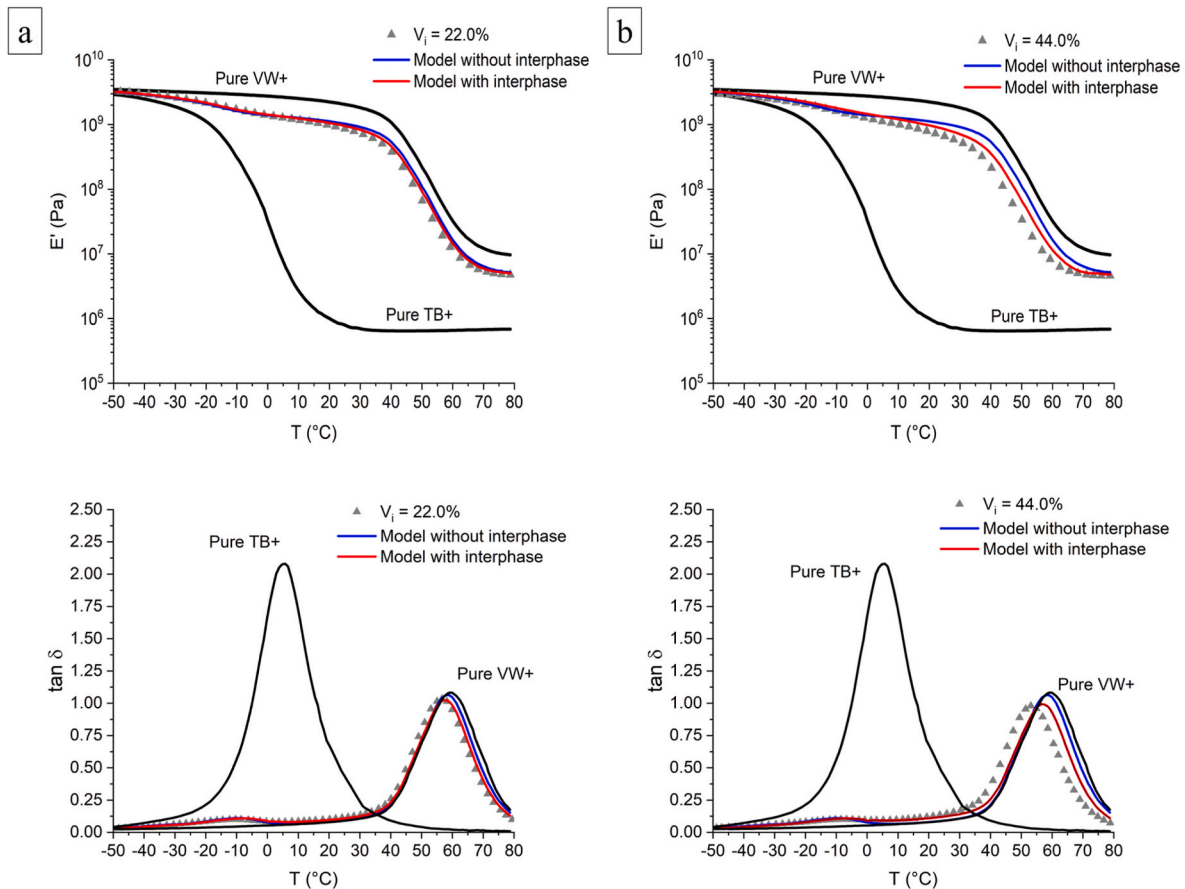 a
V_i = 22.0%
Model without interphase
Model with interphase
Pure VW+
Pure TB+
10^10
10^9
10^8
10^7
10^6
10^5
E' (Pa)
-50 -40 -30 -20 -10 0 10 20 30 40 50 60 70 80
T (°C)
b
V_i = 44.0%
Model without interphase
Model with interphase
Pure VW+
Pure TB+
10^10
10^9
10^8
10^7
10^6
10^5
E' (Pa)
-50 -40 -30 -20 -10 0 10 20 30 40 50 60 70 80
T (°C)
V_i = 22.0%
Model without interphase
Model with interphase
Pure TB+
Pure VW+
2.50
2.25
2.00
1.75
1.50
1.25
1.00
0.75
0.50
0.25
0.00
tan δ
-50 -40 -30 -20 -10 0 10 20 30 40 50 60 70 80
T (°C)
V_i = 44.0%
Model without interphase
Model with interphase
Pure TB+
Pure VW+
2.50
2.25
2.00
1.75
1.50
1.25
1.00
0.75
0.50
0.25
0.00
tan δ
-50 -40 -30 -20 -10 0 10 20 30 40 50 60 70 80
T (°C)